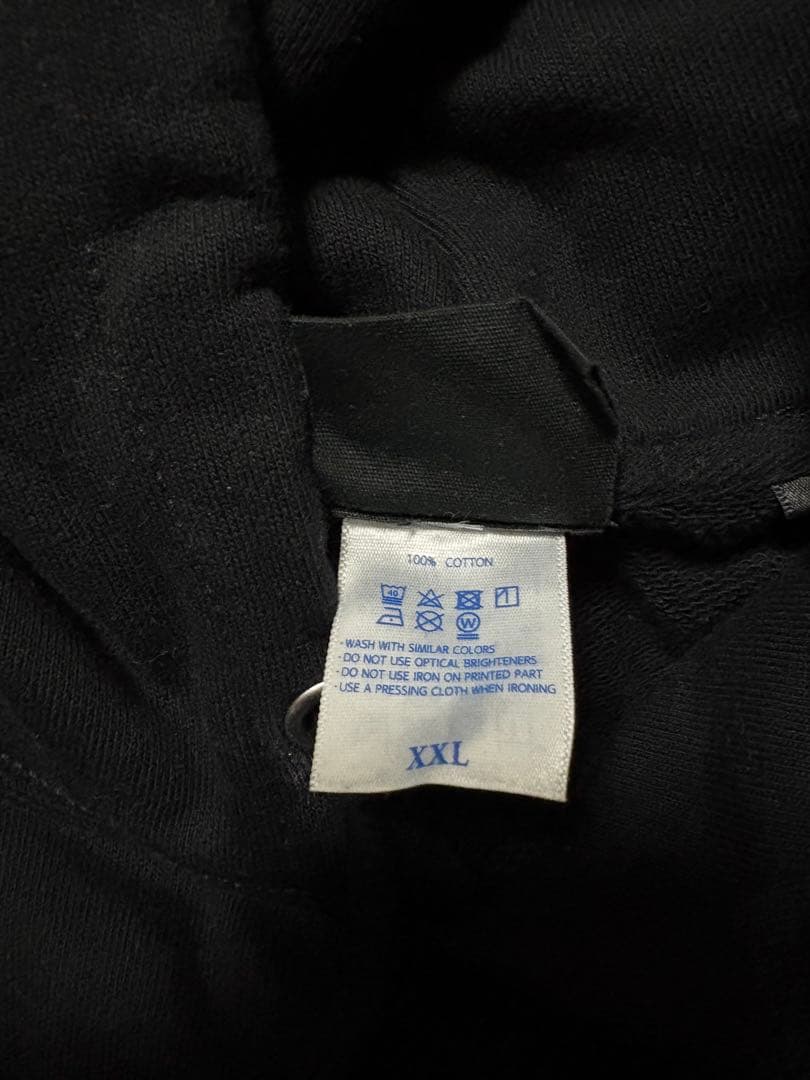 100% COTTON
40
W
·WASH WITH SIMILAR COLORS
·DO NOT USE OPTICAL BRIGHTENERS
·DO NOT USE IRON ON PRINTED PART
·USE A PRESSING CLOTH WHEN IRONING
XXL